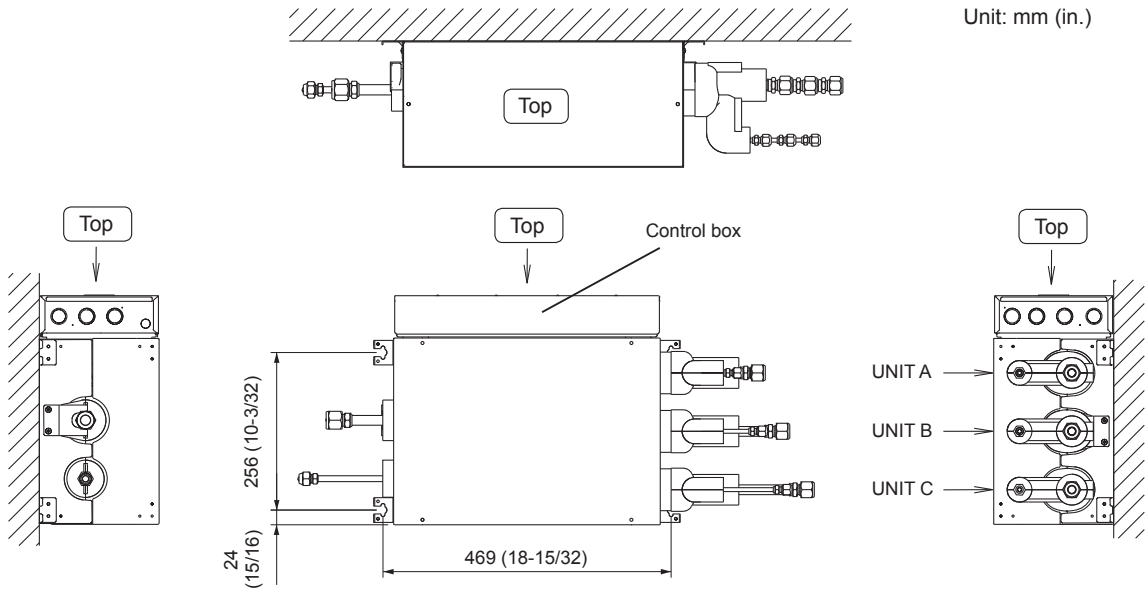 Unit: mm (in.)
Top
Top
Top
Top
Control box
UNIT A
UNIT B
UNIT C
256 (10-3/32)
24
(15/16)
469 (18-15/32)